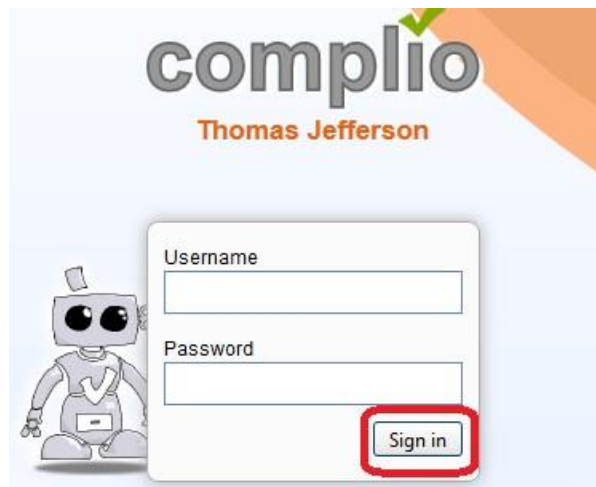 complio
Thomas Jefferson
Username
Password
Sign in